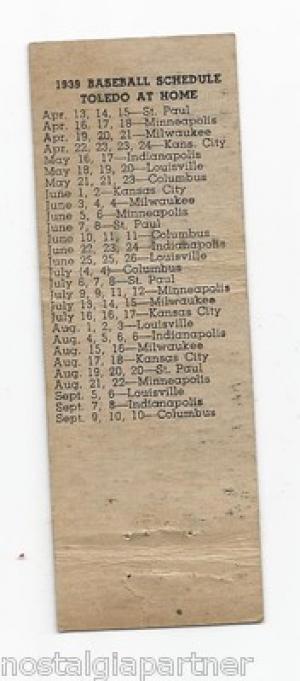 1939 BASEBALL SCHEDULE
TOLEDO AT HOME
Apr. 13, 14, 15—St. Paul
Apr. 16, 17, 18—Minneapolis
Apr. 19, 20, 21—Milwaukee
Apr. 22, 23, 23, 24—Kans. City
May 16, 17—Indianapolis
May 18, 19, 20—Louisville
May 21, 21, 23—Columbus
June 1, 2—Kansas City
June 3, 4, 4—Milwaukee
June 5, 6—Minneapolis
June 7, 8—St. Paul
June 10, 11, 11—Columbus
June 22, 23, 24—Indianapolis
June 25, 25, 26—Louisville
July (4, 4)—Columbus
July 6, 7, 8—St. Paul
July 9, 9, 11, 12—Minneapolis
July 13, 14, 15—Milwaukee
July 16, 16, 17—Kansas City
Aug. 1, 2, 3—Louisville
Aug. 4, 5, 6, 6—Indianapolis
Aug. 15, 16—Milwaukee
Aug. 17, 18—Kansas City
Aug. 19, 20, 20—St. Paul
Aug. 21, 22—Minneapolis
Sept. 5, 6—Louisville
Sept. 7, 8—Indianapolis
Sept. 9, 10, 10—Columbus
nostalgiapartner